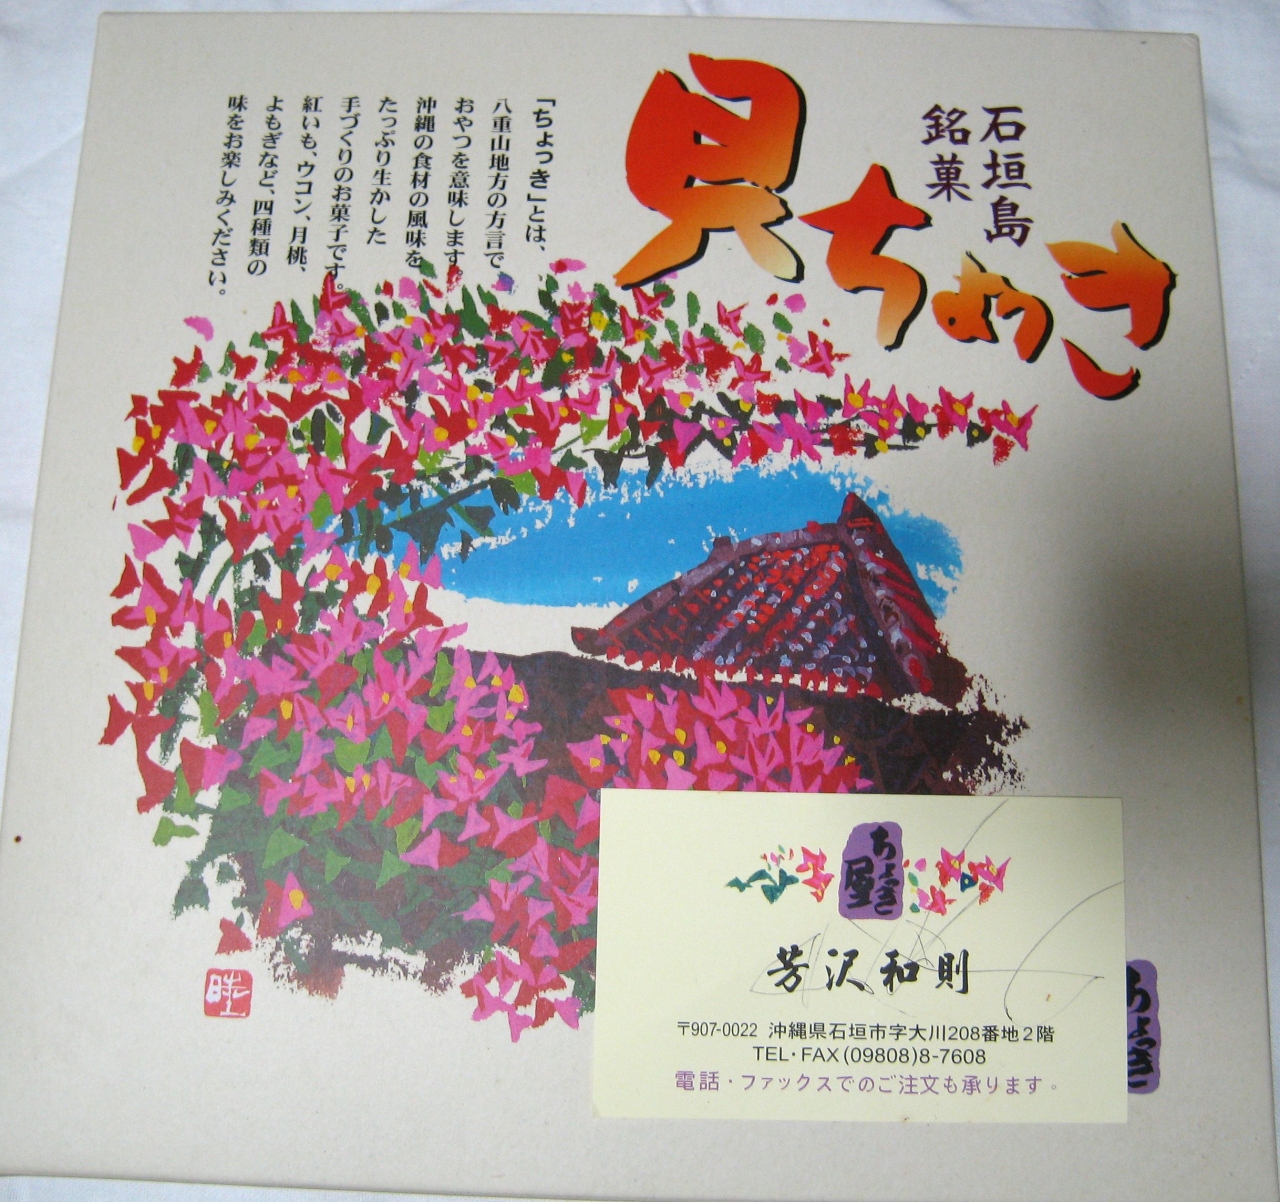 石垣島
銘菓
貝ちょっき
「ちょっき」とは、
八重山地方の方言で
おやつを意味します。
沖縄の食材の風味を
たっぷり生かした
手づくりのお菓子です。
紅いも、ウコン、月桃、
よもぎなど、四種類の
味をお楽しみください。
ちょっき
屋
芳沢和則
〒907-0022 沖縄県石垣市字大川208番地2階
TEL・FAX(09808)8-7608
電話・ファックスでのご注文も承ります。
ちょっき